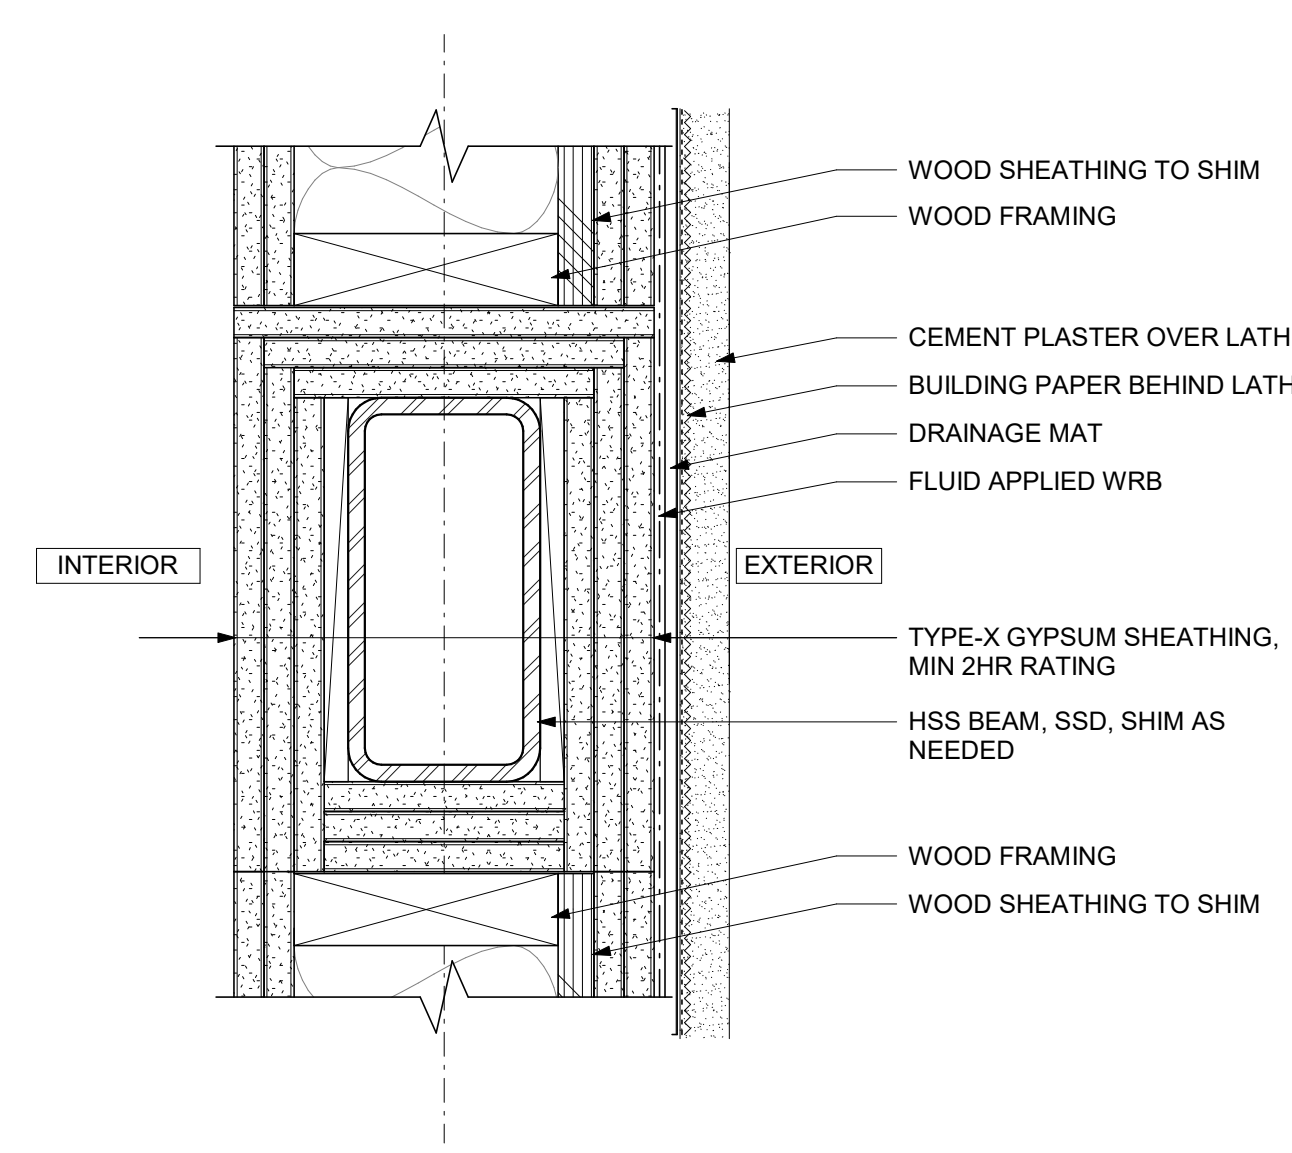 WOOD SHEATHING TO SHIM
WOOD FRAMING
CEMENT PLASTER OVER LATH
BUILDING PAPER BEHIND LATH
DRAINAGE MAT
FLUID APPLIED WRB
INTERIOR
EXTERIOR
TYPE-X GYPSUM SHEATHING,
MIN 2HR RATING
HSS BEAM, SSD, SHIM AS
NEEDED
WOOD FRAMING
WOOD SHEATHING TO SHIM